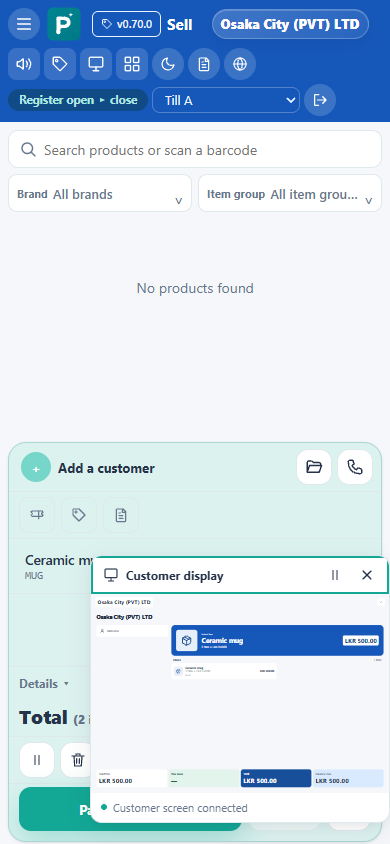 P
v0.70.0
Sell
Osaka City (PVT) LTD
Register open ▸ close
Till A
Search products or scan a barcode
Brand All brands
Item group All item grou...
No products found
+
Add a customer
Ceramic
MUG
Customer display
Osaka City (PVT) LTD
Osaka City (PVT) LTD
Ceramic mug
LKR 500.00
Ceramic mug
LKR 500.00
LKR 500.00
LKR 500.00
LKR 500.00
Customer screen connected
Details
Total (2 i